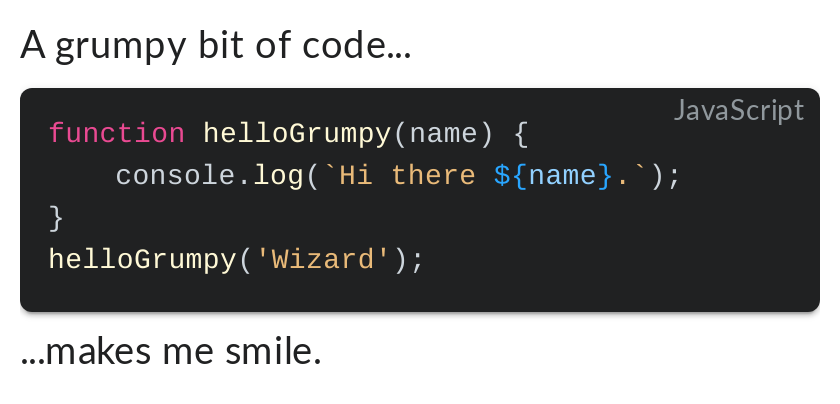 A grumpy bit of code...
JavaScript
function helloGrumpy(name) {
    console.log(`Hi there ${name}.`);
}
helloGrumpy('Wizard');
...makes me smile.